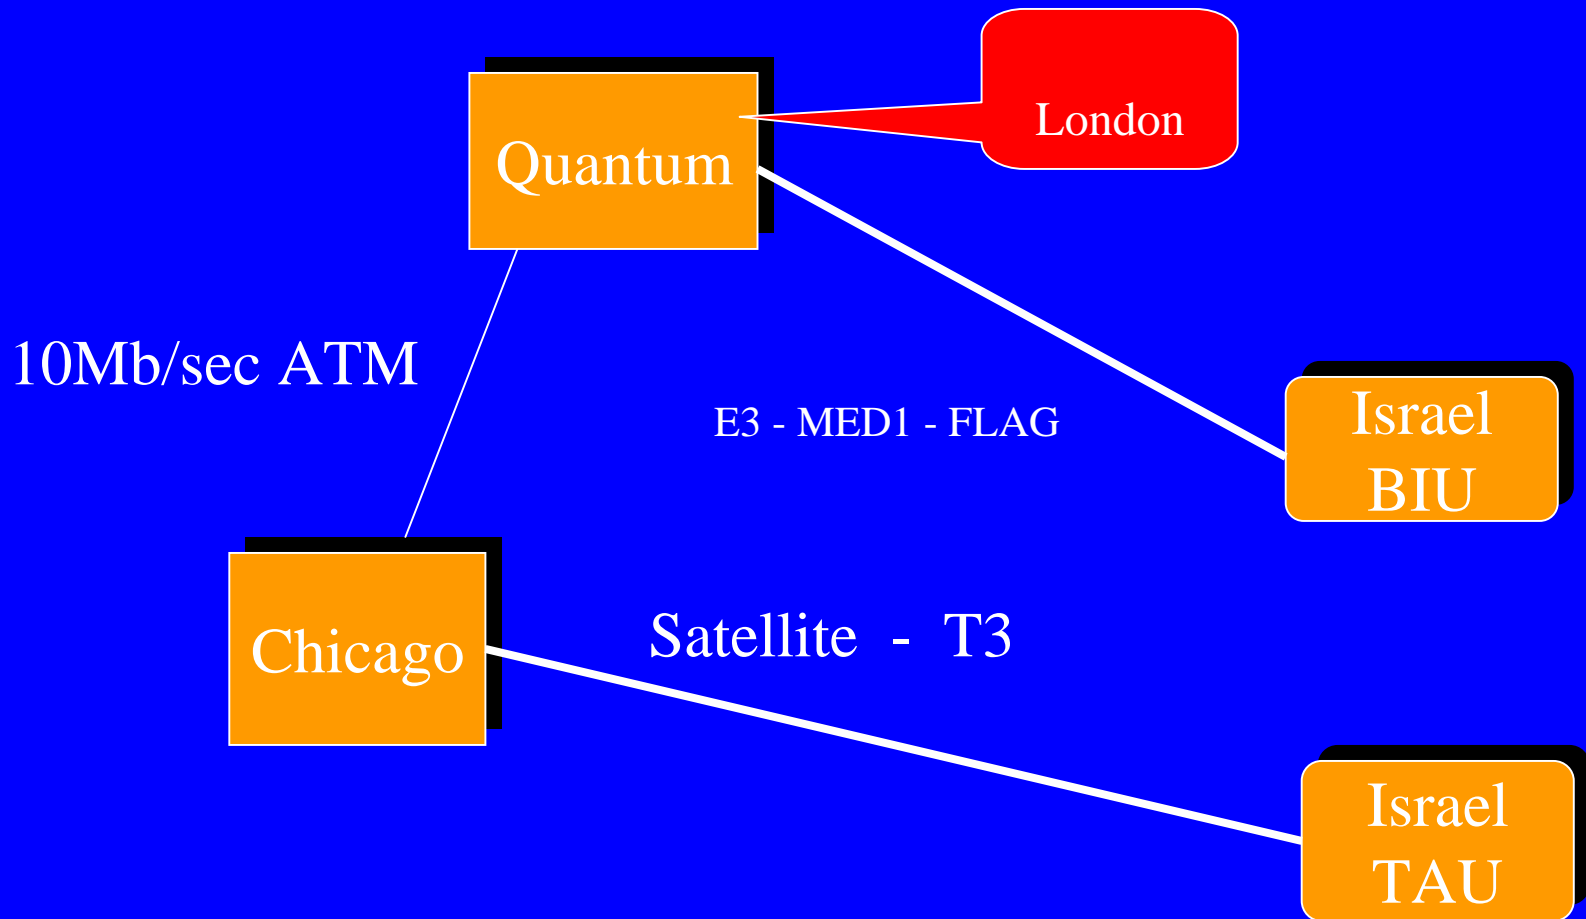 London
Quantum
10Mb/sec ATM
E3 - MED1 - FLAG
Israel
BIU
Satellite - T3
Chicago
Israel
TAU